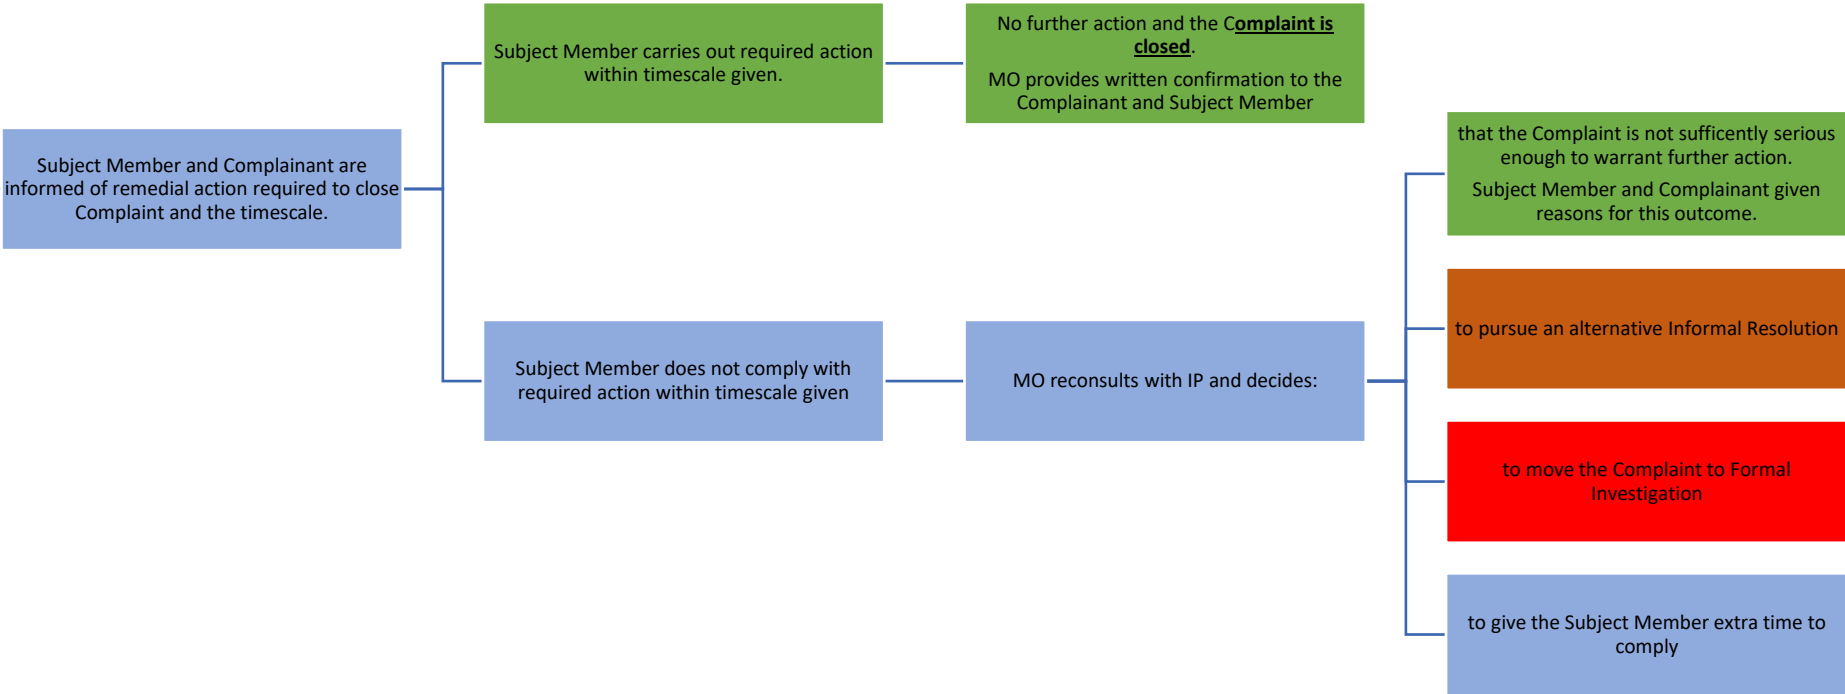 Subject Member and Complainant are
informed of remedial action required to close
Complaint and the timescale.
Subject Member carries out required action
within timescale given.
No further action and the Complaint is
closed.
MO provides written confirmation to the
Complainant and Subject Member
Subject Member does not comply with
required action within timescale given
MO reconsults with IP and decides:
that the Complaint is not sufficently serious
enough to warrant further action.
Subject Member and Complainant given
reasons for this outcome.
to pursue an alternative Informal Resolution
to move the Complaint to Formal
Investigation
to give the Subject Member extra time to
comply